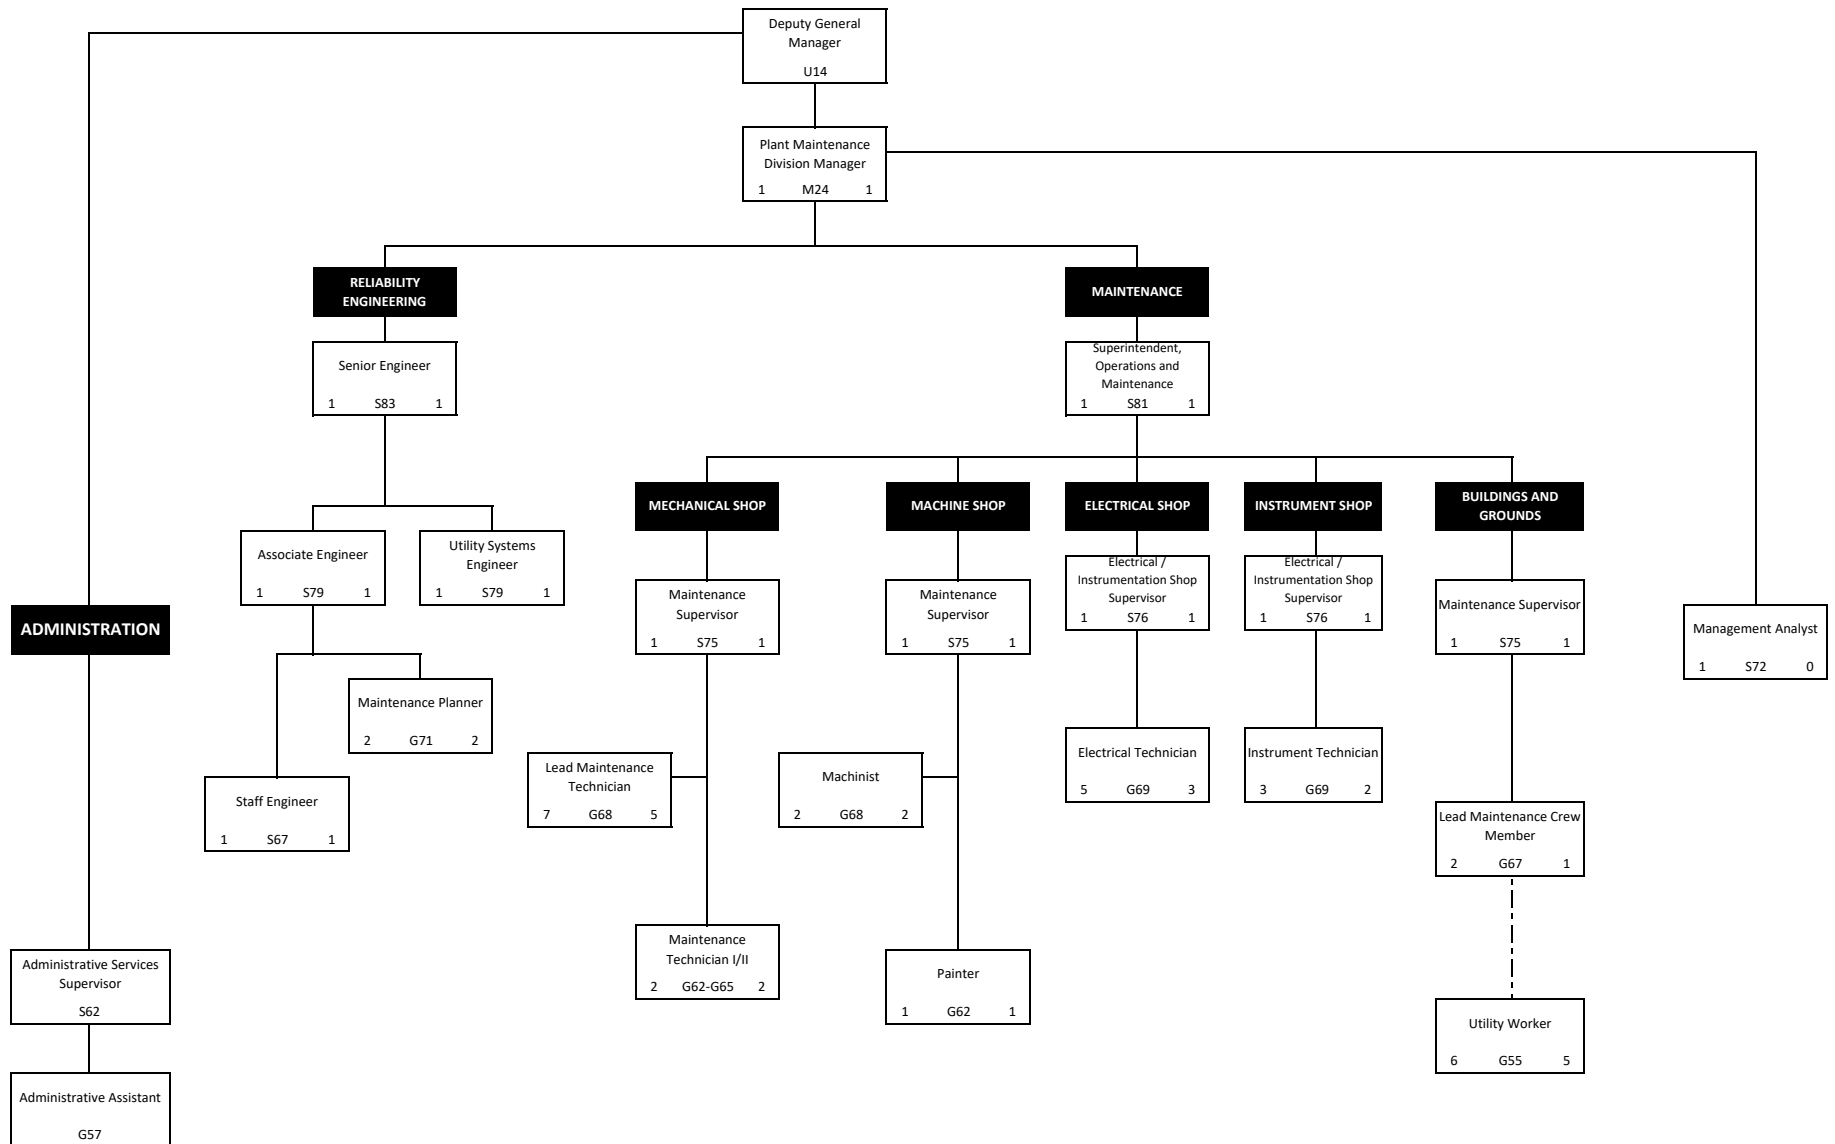 Deputy General
Manager
U14
Plant Maintenance
Division Manager
1 M24 1
RELIABILITY
ENGINEERING
MAINTENANCE
Senior Engineer
1 S83 1
Superintendent,
Operations and
Maintenance
1 S81 1
MECHANICAL SHOP
MACHINE SHOP
ELECTRICAL SHOP
INSTRUMENT SHOP
BUILDINGS AND
GROUNDS
Associate Engineer
1 S79 1
Utility Systems
Engineer
1 S79 1
Maintenance
Supervisor
1 S75 1
Maintenance
Supervisor
1 S75 1
Electrical /
Instrumentation Shop
Supervisor
1 S76 1
Electrical /
Instrumentation Shop
Supervisor
1 S76 1
Maintenance Supervisor
1 S75 1
ADMINISTRATION
Management Analyst
1 S72 0
Maintenance Planner
2 G71 2
Staff Engineer
1 S67 1
Lead Maintenance
Technician
7 G68 5
Machinist
2 G68 2
Electrical Technician
5 G69 3
Instrument Technician
3 G69 2
Lead Maintenance Crew
Member
2 G67 1
Maintenance
Technician I/II
2 G62-G65 2
Painter
1 G62 1
Administrative Services
Supervisor
S62
Utility Worker
6 G55 5
Administrative Assistant
G57